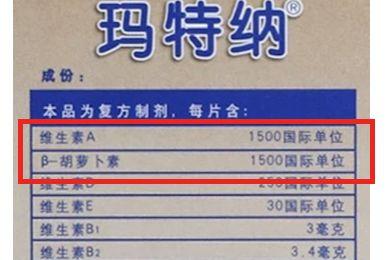 玛特纳®
成份：
本品为复方制剂，每片含：
维生素A 1500国际单位
β-胡萝卜素 1500国际单位
维生素D 250国际单位
维生素E 30国际单位
维生素B1 3毫克
维生素B2 3.4毫克